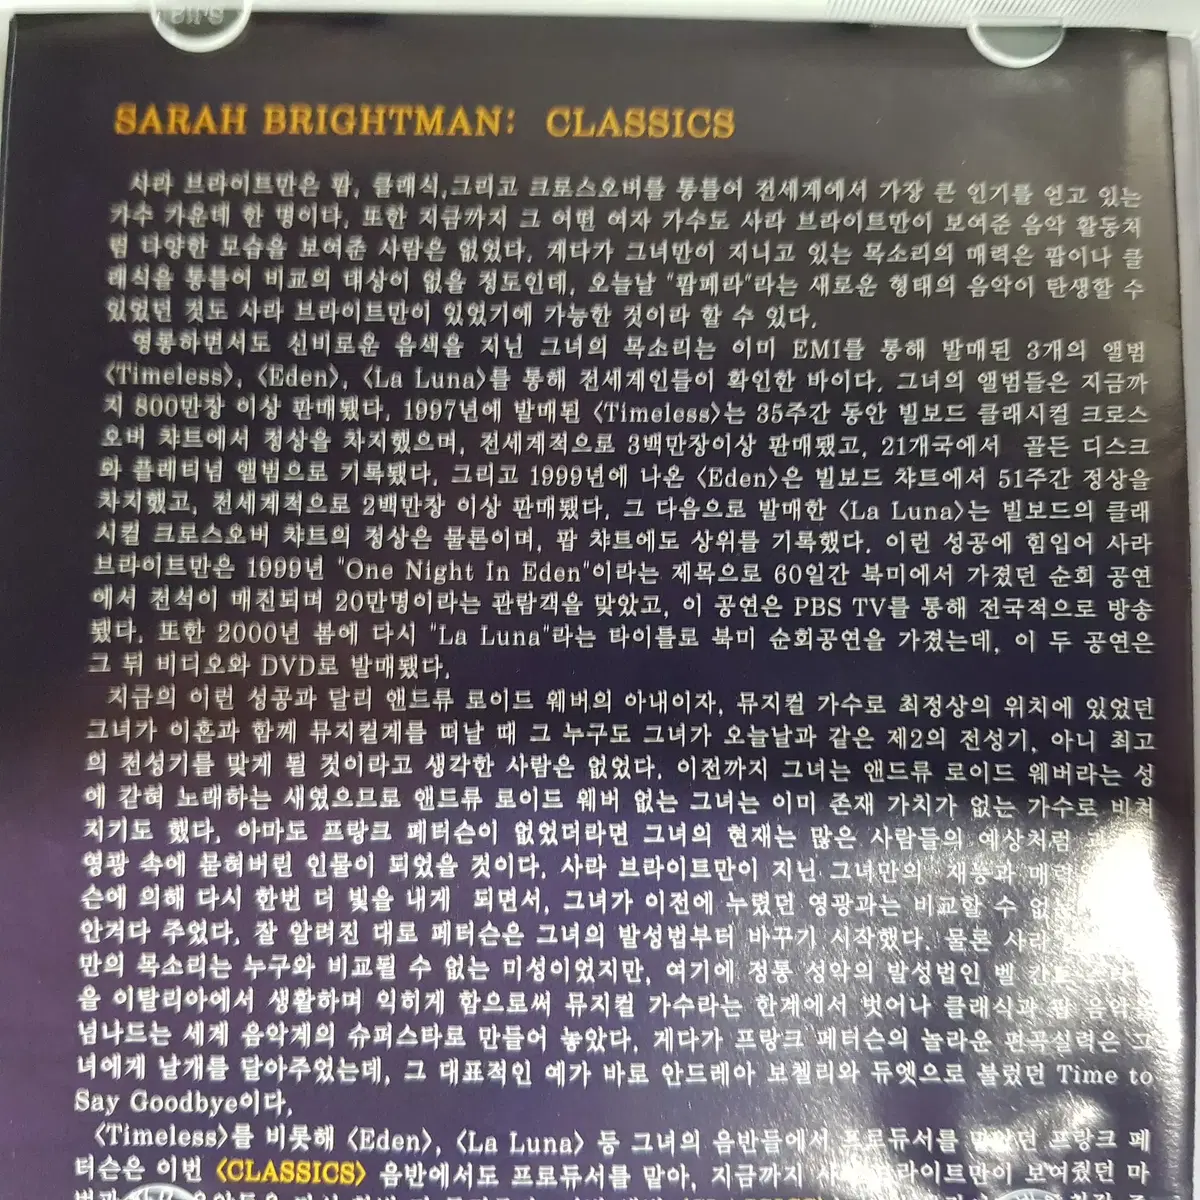 SARAH BRIGHTMAN: CLASSICS
사라 브라이트만은 팝, 클래식,그리고 크로스오버를 통틀어 전세계에서 가장 큰 인기를 얻고 있는
가수 가운데 한 명이다. 또한 지금까지 그 어떤 여자 가수도 사라 브라이트만이 보여준 음악 활동처
럼 다양한 모습을 보여준 사람은 없었다. 게다가 그녀만이 지니고 있는 목소리의 매력은 팝이나 클
래식을 통틀어 비교의 대상이 없을 정도인데, 오늘날 "팝페라"라는 새로운 형태의 음악이 탄생할 수
있었던 것도 사라 브라이트만이 있었기에 가능한 것이라 할 수 있다.
영롱하면서도 신비로운 음색을 지닌 그녀의 목소리는 이미 EMI를 통해 발매된 3개의 앨범
<Timeless>, <Eden>, <La Luna>를 통해 전세계인들이 확인한 바이다. 그녀의 앨범들은 지금까
지 800만장 이상 판매됐다. 1997년에 발매된 <Timeless>는 35주간 동안 빌보드 클래시컬 크로스
오버 챠트에서 정상을 차지했으며, 전세계적으로 3백만장이상 판매됐고, 21개국에서 골든 디스크
와 플레티넘 앨범으로 기록됐다. 그리고 1999년에 나온 <Eden>은 빌보드 챠트에서 51주간 정상을
차지했고, 전세계적으로 2백만장 이상 판매됐다. 그 다음으로 발매한 <La Luna>는 빌보드의 클래
시컬 크로스오버 챠트의 정상은 물론이며, 팝 챠트에도 상위를 기록했다. 이런 성공에 힘입어 사라
브라이트만은 1999년 "One Night In Eden"이라는 제목으로 60일간 북미에서 가졌던 순회 공연
에서 전석이 매진되며 20만명이라는 관람객을 맞았고, 이 공연은 PBS TV를 통해 전국적으로 방송
됐다. 또한 2000년 봄에 다시 "La Luna"라는 타이틀로 북미 순회공연을 가졌는데, 이 두 공연은
그 뒤 비디오와 DVD로 발매됐다.
지금의 이런 성공과 달리 앤드류 로이드 웨버의 아내이자, 뮤지컬 가수로 최정상의 위치에 있었던
그녀가 이혼과 함께 뮤지컬계를 떠날 때 그 누구도 그녀가 오늘날과 같은 제2의 전성기, 아니 최고
의 전성기를 맞게 될 것이라고 생각한 사람은 없었다. 이전까지 그녀는 앤드류 로이드 웨버라는 성
에 갇혀 노래하는 새였으므로 앤드류 로이드 웨버 없는 그녀는 이미 존재 가치가 없는 가수로 비쳐
지기도 했다. 아마도 프랑크 페터슨이 없었더라면 그녀의 현재는 많은 사람들의 예상처럼
영광 속에 묻혀버린 인물이 되었을 것이다. 사라 브라이트만이 지닌 그녀만의 재능과
슨에 의해 다시 한번 더 빛을 내게 되면서, 그녀가 이전에 누렸던 영광과는 비교할 수
안겨다 주었다. 잘 알려진 대로 페터슨은 그녀의 발성법부터 바꾸기 시작했다. 물론 사라
만의 목소리는 누구와 비교될 수 없는 미성이었지만, 여기에 정통 성악의 발성법인 벨
을 이탈리아에서 생활하며 익히게 함으로써 뮤지컬 가수라는 한계에서 벗어나 클래식과 팝 음악을
넘나드는 세계 음악계의 슈퍼스타로 만들어 놓았다. 게다가 프랑크 페터슨의 놀라운 편곡실력은 그
녀에게 날개를 달아주었는데, 그 대표적인 예가 바로 안드레아 보첼리와 듀엣으로 불렀던 Time to
Say Goodbye이다.
<Timeless>를 비롯해 <Eden>, <La Luna> 등 그녀의 음반들에서 프로듀서를 맡았던 프랑크 페
터슨은 이번 <CLASSICS> 음반에서도 프로듀서를 맡아, 지금까지 사라 브라이트만이 보여줬던 마